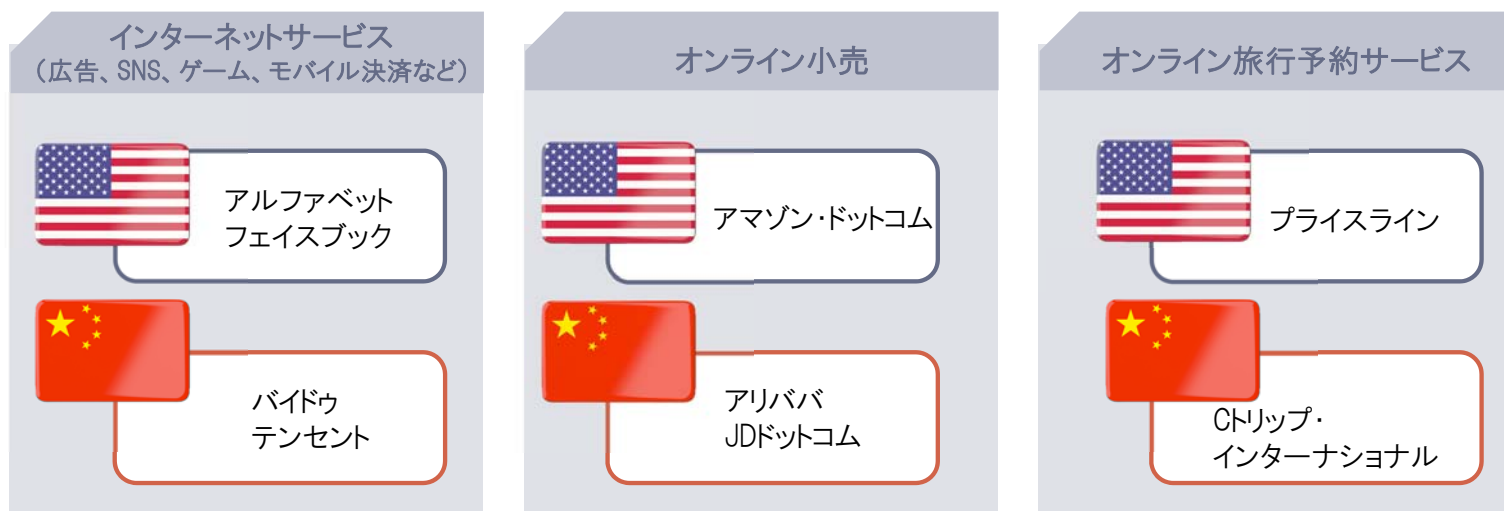 インターネットサービス
（広告、SNS、ゲーム、モバイル決済など）
アルファベット
フェイスブック
バイドゥ
テンセント
オンライン小売
アマゾン・ドットコム
アリババ
JDドットコム
オンライン旅行予約サービス
プライスライン
Cトリップ・
インターナショナル